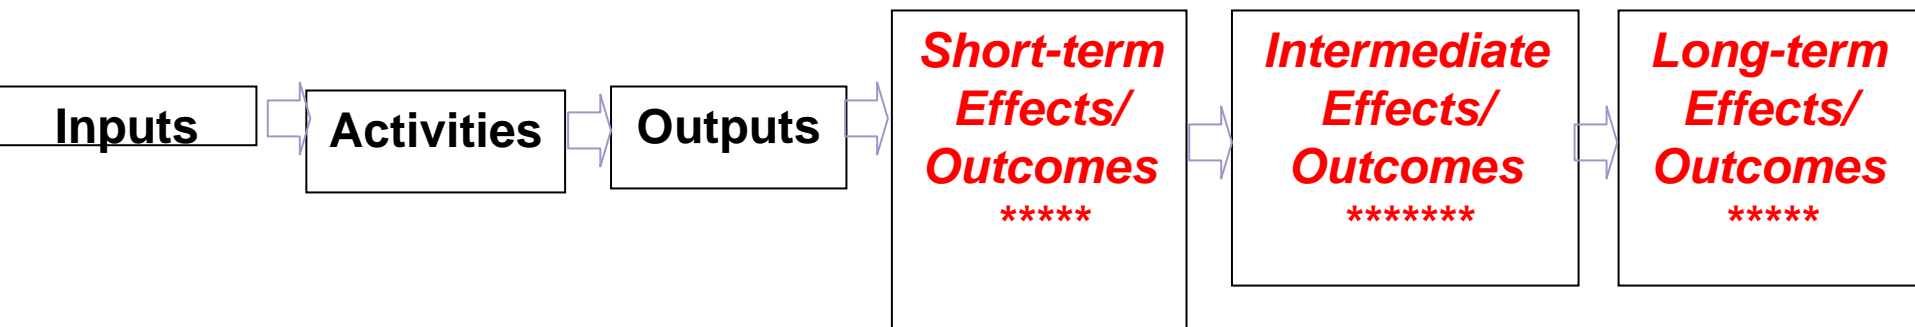 Inputs
Activities
Outputs
Short-term
Effects/
Outcomes
*****
Intermediate
Effects/
Outcomes
*******
Long-term
Effects/
Outcomes
*****